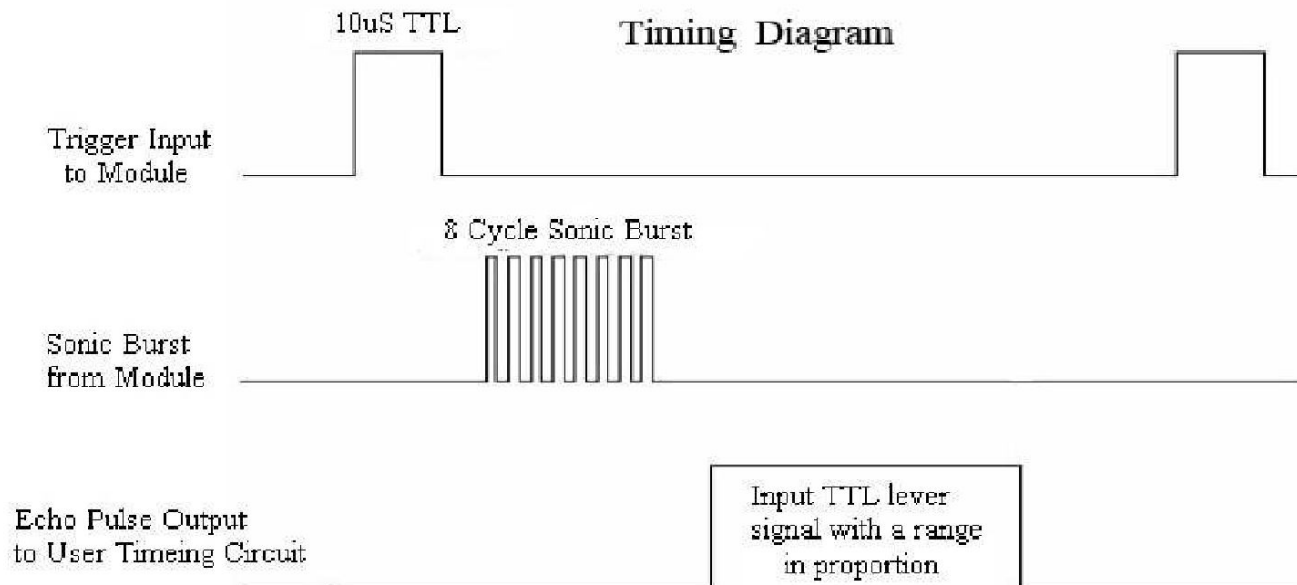 10uS TTL
Timing Diagram
Trigger Input
to Module
8 Cycle Sonic Burst
Sonic Burst
from Module
Echo Pulse Output
to User Timeing Circuit
Input TTL lever
signal with a range
in proportion